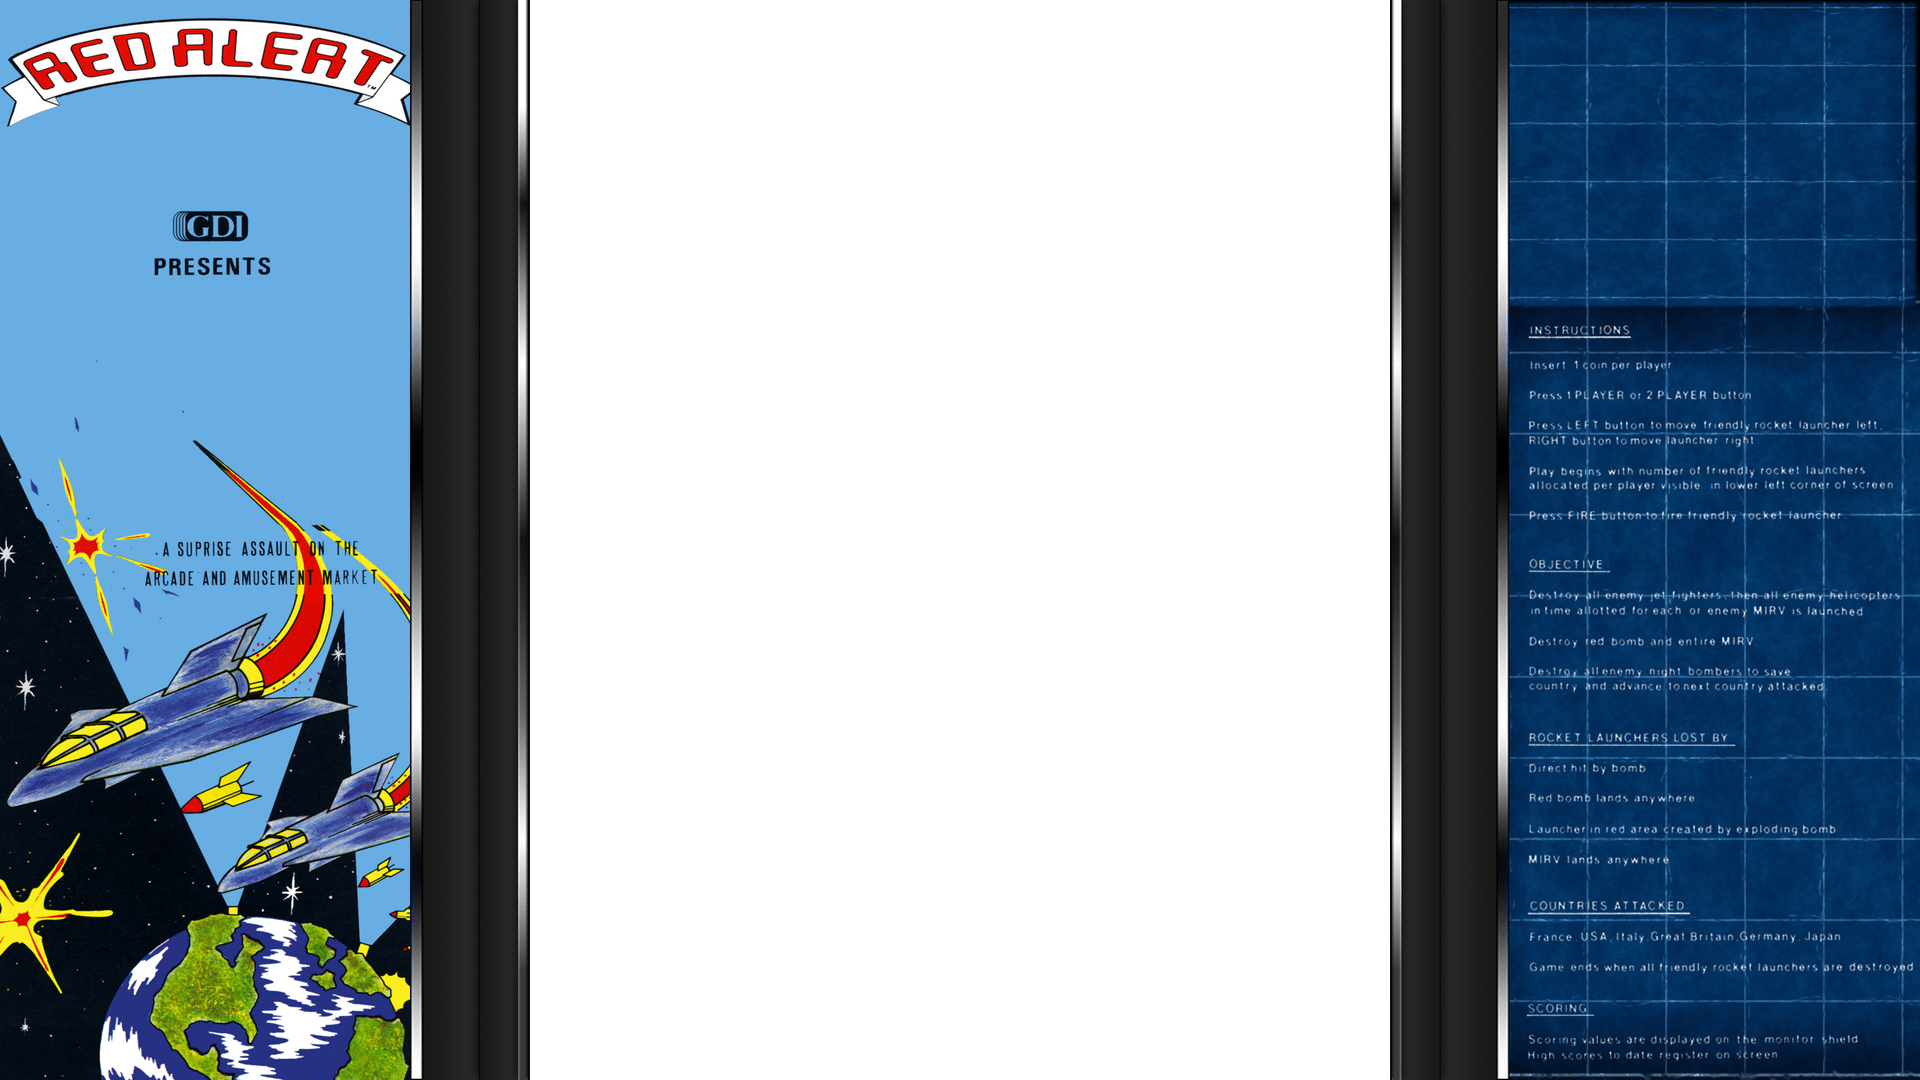 RED ALERT
TM
GDI
PRESENTS
A SUPRISE ASSAULT ON THE
ARCADE AND AMUSEMENT MARKET
INSTRUCTIONS
Insert 1 coin per player
Press 1 PLAYER or 2 PLAYER button
Press LEFT button to move friendly rocket launcher left,
RIGHT button to move launcher right
Play begins with number of friendly rocket launchers
allocated per player visible in lower left corner of screen
Press FIRE button to fire friendly rocket launcher
OBJECTIVE
Destroy all enemy jet fighters, then all enemy helicopters
in time allotted for each or enemy MIRV is launched
Destroy red bomb and entire MIRV
Destroy all enemy night bombers to save
country and advance to next country attacked
ROCKET LAUNCHERS LOST BY
Direct hit by bomb
Red bomb lands anywhere
Launcher in red area created by exploding bomb
MIRV lands anywhere
COUNTRIES ATTACKED
France, USA, Italy, Great Britain, Germany, Japan
Game ends when all friendly rocket launchers are destroyed
SCORING
Scoring values are displayed on the monitor shield
High scores to date register on screen